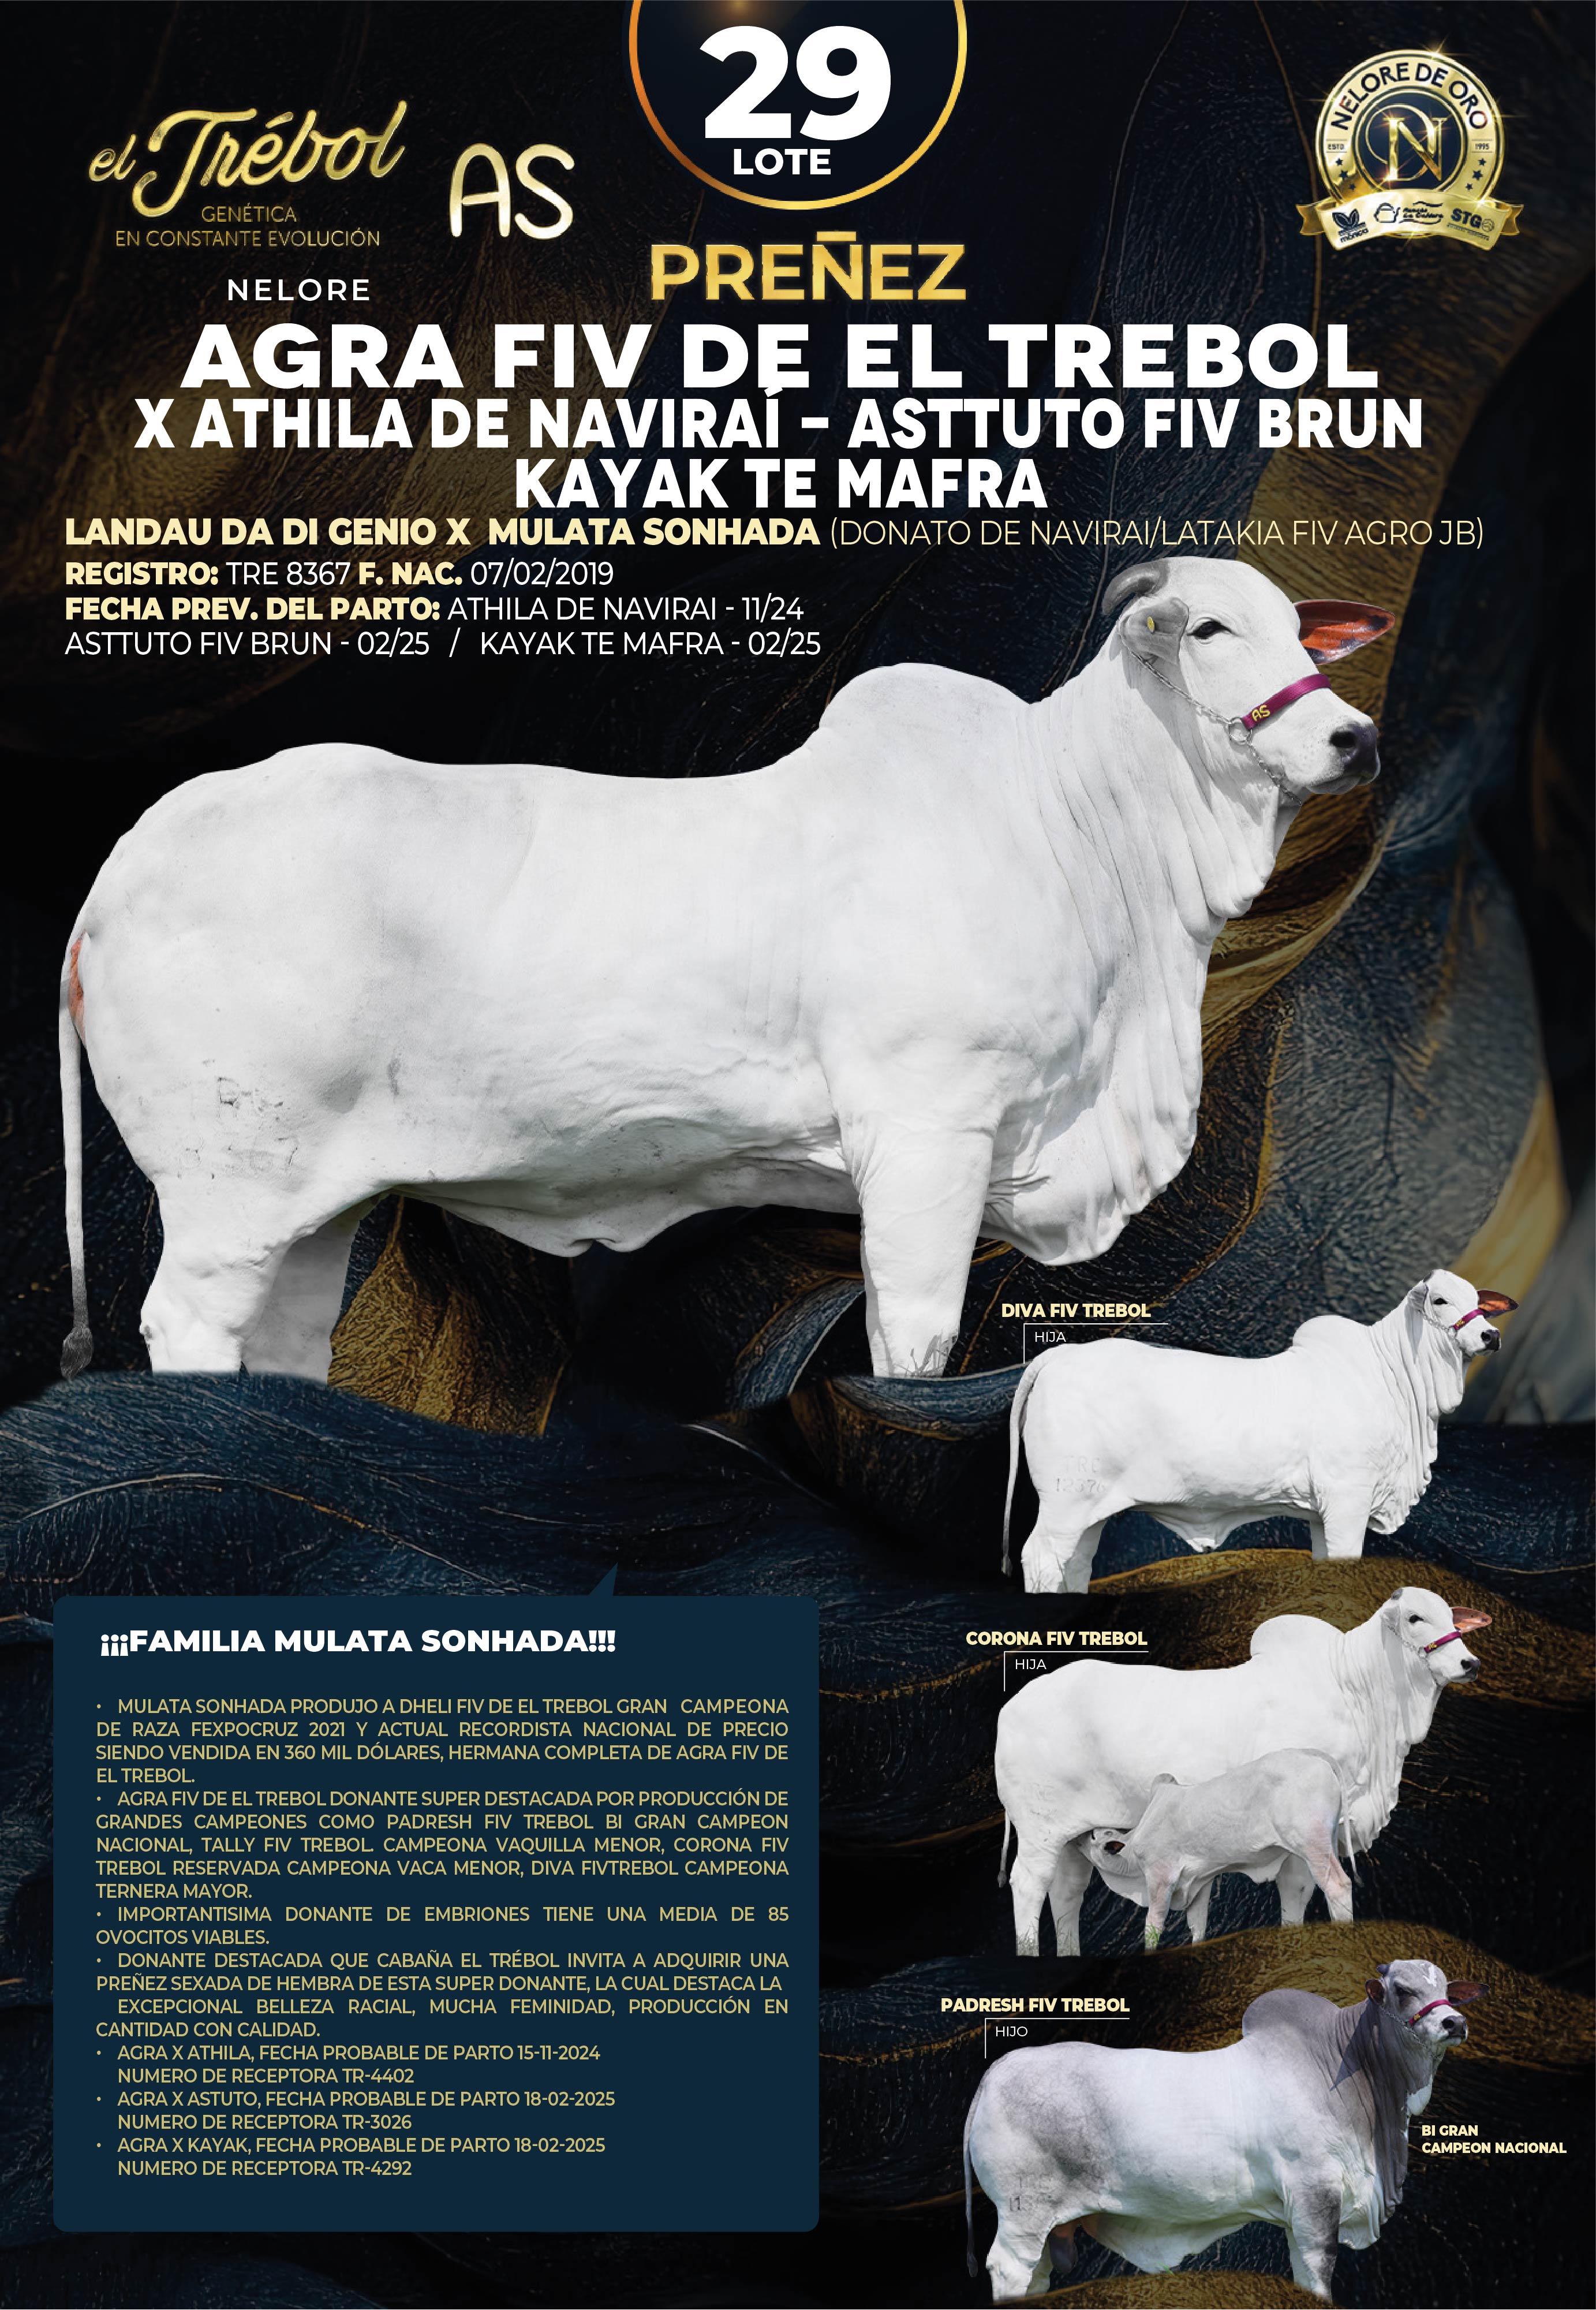 29
LOTE
el Trébol
GENÉTICA
EN CONSTANTE EVOLUCIÓN
AS
NELORE
NELORE DE ORO
ESTD
1995
N
STG
PREÑEZ
AGRA FIV DE EL TREBOL
X ATHILA DE NAVIRAÍ - ASTTUTO FIV BRUN
KAYAK TE MAFRA
LANDAU DA DI GENIO X MULATA SONHADA (DONATO DE NAVIRAI/LATAKIA FIV AGRO JB)
REGISTRO: TRE 8367 F. NAC. 07/02/2019
FECHA PREV. DEL PARTO: ATHILA DE NAVIRAI - 11/24
ASTTUTO FIV BRUN - 02/25 / KAYAK TE MAFRA - 02/25
AS
DIVA FIV TREBOL
HIJA
CORONA FIV TREBOL
HIJA
PADRESH FIV TREBOL
HIJO
BI GRAN
CAMPEON NACIONAL
¡¡¡FAMILIA MULATA SONHADA!!!
• MULATA SONHADA PRODUJO A DHELI FIV DE EL TREBOL GRAN CAMPEONA
DE RAZA FEXPOCRUZ 2021 Y ACTUAL RECORDISTA NACIONAL DE PRECIO
SIENDO VENDIDA EN 360 MIL DÓLARES, HERMANA COMPLETA DE AGRA FIV DE
EL TREBOL.
• AGRA FIV DE EL TREBOL DONANTE SUPER DESTACADA POR PRODUCCIÓN DE
GRANDES CAMPEONES COMO PADRESH FIV TREBOL BI GRAN CAMPEON
NACIONAL, TALLY FIV TREBOL. CAMPEONA VAQUILLA MENOR, CORONA FIV
TREBOL RESERVADA CAMPEONA VACA MENOR, DIVA FIVTREBOL CAMPEONA
TERNERA MAYOR.
• IMPORTANTISIMA DONANTE DE EMBRIONES TIENE UNA MEDIA DE 85
OVOCITOS VIABLES.
• DONANTE DESTACADA QUE CABAÑA EL TRÉBOL INVITA A ADQUIRIR UNA
PREÑEZ SEXADA DE HEMBRA DE ESTA SUPER DONANTE, LA CUAL DESTACA LA
EXCEPCIONAL BELLEZA RACIAL, MUCHA FEMINIDAD, PRODUCCIÓN EN
CANTIDAD CON CALIDAD.
• AGRA X ATHILA, FECHA PROBABLE DE PARTO 15-11-2024
NUMERO DE RECEPTORA TR-4402
• AGRA X ASTUTO, FECHA PROBABLE DE PARTO 18-02-2025
NUMERO DE RECEPTORA TR-3026
• AGRA X KAYAK, FECHA PROBABLE DE PARTO 18-02-2025
NUMERO DE RECEPTORA TR-4292